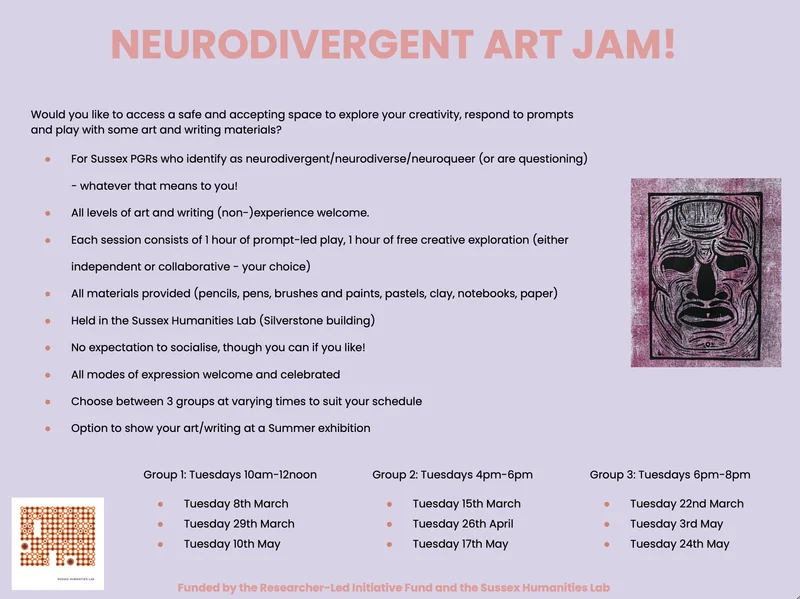 NEURODIVERGENT ART JAM!
Would you like to access a safe and accepting space to explore your creativity, respond to prompts
and play with some art and writing materials?
For Sussex PGRs who identify as neurodivergent/neurodiverse/neuroqueer (or are questioning)
- whatever that means to you!
All levels of art and writing (non-)experience welcome.
Each session consists of 1 hour of prompt-led play, 1 hour of free creative exploration (either
independent or collaborative - your choice)
All materials provided (pencils, pens, brushes and paints, pastels, clay, notebooks, paper)
Held in the Sussex Humanities Lab (Silverstone building)
No expectation to socialise, though you can if you like!
All modes of expression welcome and celebrated
Choose between 3 groups at varying times to suit your schedule
Option to show your art/writing at a Summer exhibition
Group 1: Tuesdays 10am-12noon
Tuesday 8th March
Tuesday 29th March
Tuesday 10th May
Group 2: Tuesdays 4pm-6pm
Tuesday 15th March
Tuesday 26th April
Tuesday 17th May
Group 3: Tuesdays 6pm-8pm
Tuesday 22nd March
Tuesday 3rd May
Tuesday 24th May
SUSSEX HUMANITIES LAB
Funded by the Researcher-Led Initiative Fund and the Sussex Humanities Lab